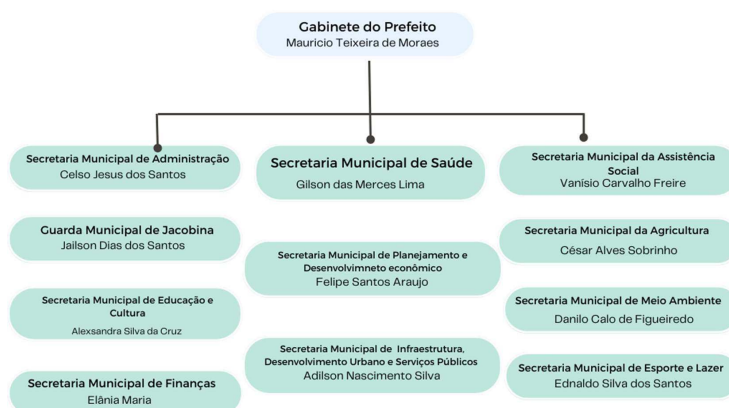 Gabinete do Prefeito
Mauricio Teixeira de Moraes
Secretaria Municipal de Administração
Celso Jesus dos Santos
Secretaria Municipal de Saúde
Gilson das Merces Lima
Secretaria Municipal da Assistência
Social
Vanísio Carvalho Freire
Guarda Municipal de Jacobina
Jailson Dias dos Santos
Secretaria Municipal de Planejamento e
Desenvolvimneto econômico
Felipe Santos Araujo
Secretaria Municipal da Agricultura
César Alves Sobrinho
Secretaria Municipal de Educação e
Cultura
Alexsandra Silva da Cruz
Secretaria Municipal de Meio Ambiente
Danilo Calo de Figueiredo
Secretaria Municipal de Infraestrutura,
Desenvolvimento Urbano e Serviços Públicos
Adilson Nascimento Silva
Secretaria Municipal de Finanças
Elânia Maria
Secretaria Municipal de Esporte e Lazer
Ednaldo Silva dos Santos